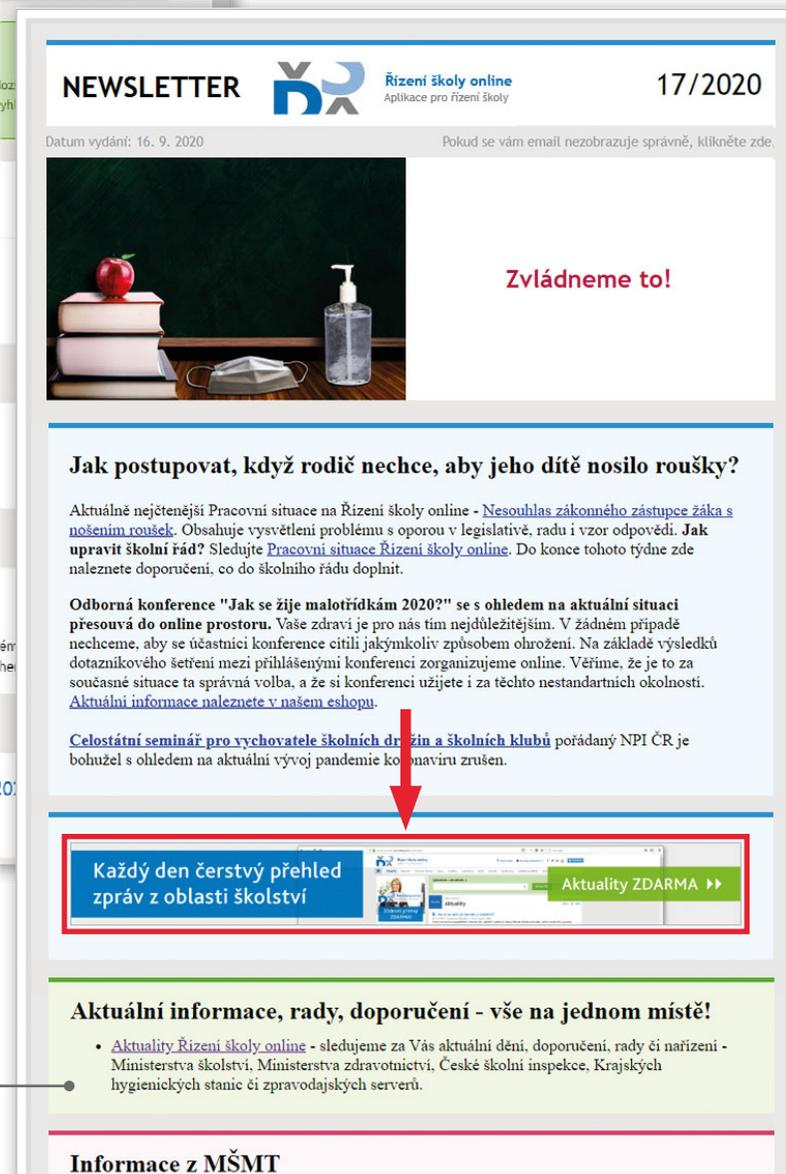 NEWSLETTER
Řízení školy online
Aplikace pro řízení školy
17/2020
Datum vydání: 16. 9. 2020
Pokud se vám email nezobrazuje správně, klikněte zde.
Zvládneme to!
Jak postupovat, když rodič nechce, aby jeho dítě nosilo roušky?
Aktuálně nejčtenější Pracovní situace na Řízení školy online - Nesouhlas zákonného zástupce žáka s
nošením roušek. Obsahuje vysvětlení problému s oporou v legislativě, radu i vzor odpovědi. Jak
upravit školní řád? Sledujte Pracovní situace Řízení školy online. Do konce tohoto týdne zde
naleznete doporučení, co do školního řádu doplnit.
Odborná konference "Jak se žije malotřídkám 2020?" se s ohledem na aktuální situaci
přesouvá do online prostoru. Vaše zdraví je pro nás tím nejdůležitějším. V žádném případě
nechceme, aby se účastníci konference cítili jakýmkoliv způsobem ohrožení. Na základě výsledků
dotazníkového šetření mezi přihlášenými konferenci zorganizujeme online. Věříme, že je to za
současné situace ta správná volba, a že si konferenci užijete i za těchto nestandartních okolností.
Aktuální informace naleznete v našem eshopu.
Celostátní seminář pro vychovatele školních družin a školních klubů pořádaný NPI ČR je
bohužel s ohledem na aktuální vývoj pandemie koronaviru zrušen.
Každý den čerstvý přehled
zpráv z oblasti školství
Aktuality ZDARMA
Aktuální informace, rady, doporučení - vše na jednom místě!
• Aktuality Řízení školy online - sledujeme za Vás aktuální dění, doporučení, rady či nařízení -
Ministerstva školství, Ministerstva zdravotnictví, České školní inspekce, Krajských
hygienických stanic či zpravodajských serverů.
Informace z MŠMT